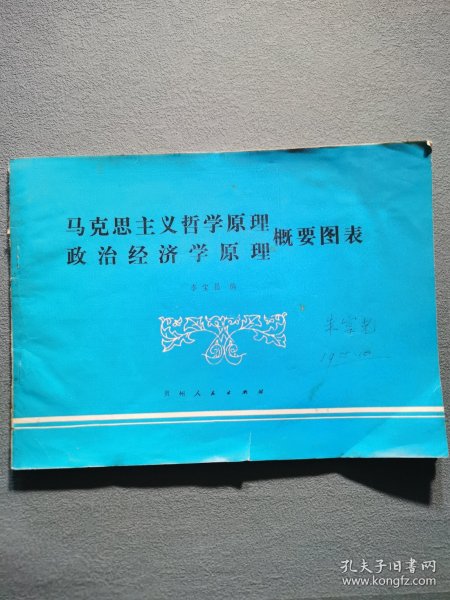 马克思主义哲学原理
政治经济学原理
概要图表
李宝昌 编
贵州人民出版社
孔夫子旧书网
www.kongfz.com